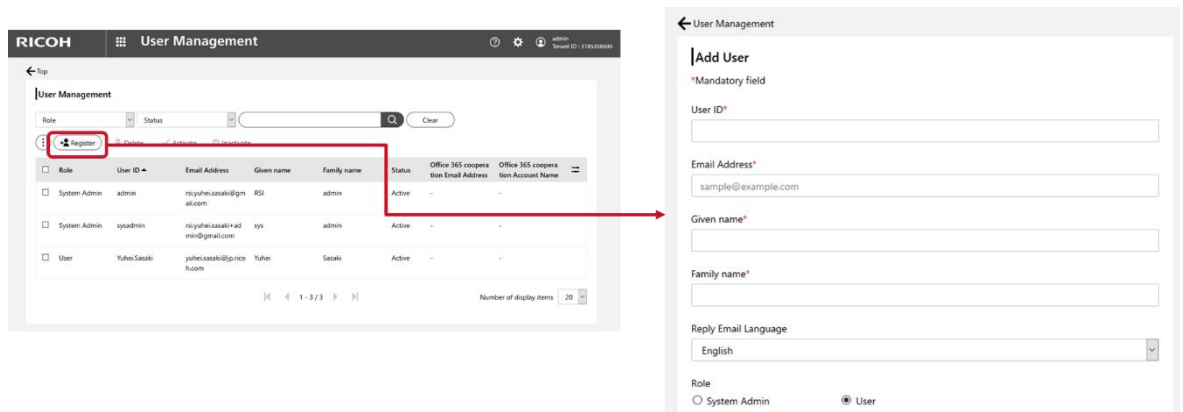 RICOH
User Management
admin
Tenant ID : 3185358600
Top
User Management
Role
Status
Clear
Register
Delete
Activate
Inactivate
Role
User ID
Email Address
Given name
Family name
Status
Office 365 coopera
tion Email Address
Office 365 coopera
tion Account Name
System Admin
admin
rsi.yuhei.sasaki@gm
ail.com
RSI
admin
Active
-
-
System Admin
sysadmin
rsi.yuhei.sasaki+ad
min@gmail.com
sys
admin
Active
-
-
User
Yuhei.Sasaki
yuhei.sasaki@jp.rico
h.com
Yuhei
Sasaki
Active
-
-
1 - 3 / 3
Number of display items
20
User Management
Add User
*Mandatory field
User ID*
Email Address*
sample@example.com
Given name*
Family name*
Reply Email Language
English
Role
System Admin
User